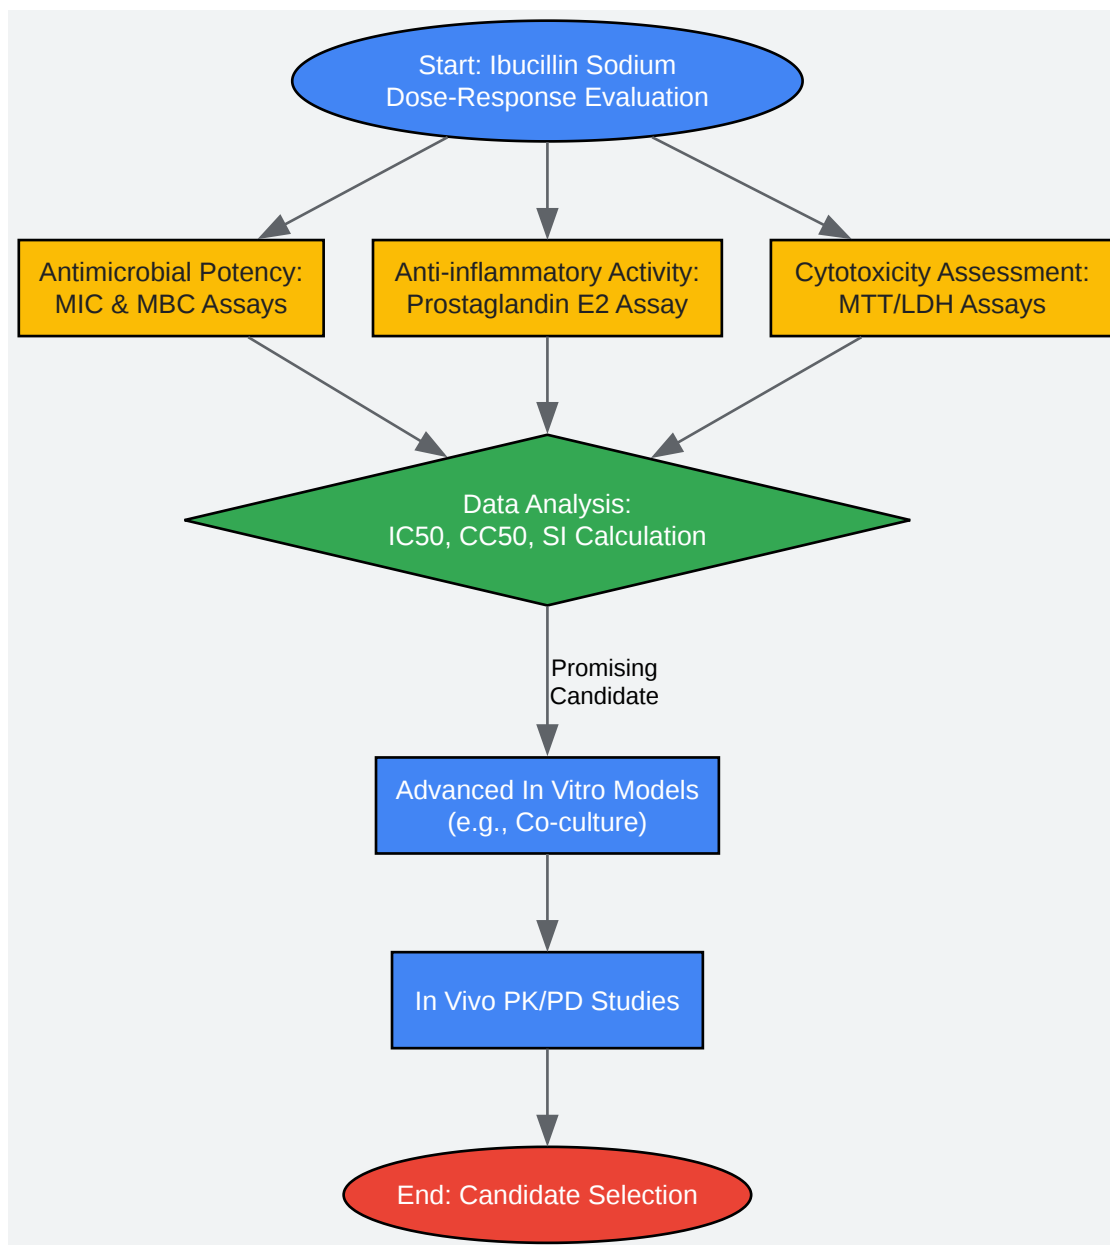 Start: Ibucillin Sodium
Dose-Response Evaluation
Antimicrobial Potency:
MIC & MBC Assays
Anti-inflammatory Activity:
Prostaglandin E2 Assay
Cytotoxicity Assessment:
MTT/LDH Assays
Data Analysis:
IC50, CC50, SI Calculation
Promising
Candidate
Advanced In Vitro Models
(e.g., Co-culture)
In Vivo PK/PD Studies
End: Candidate Selection